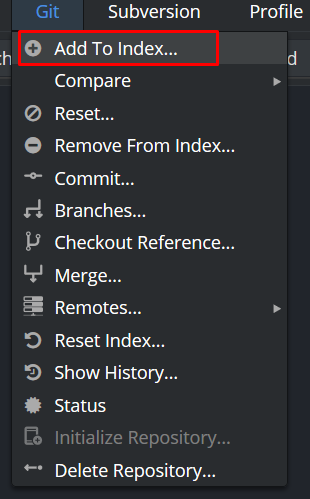 Git Subversion Profile
Add To Index...
Compare
Reset...
Remove From Index...
Commit...
Branches...
Checkout Reference...
Merge...
Remotes...
Reset Index...
Show History...
Status
Initialize Repository...
Delete Repository...